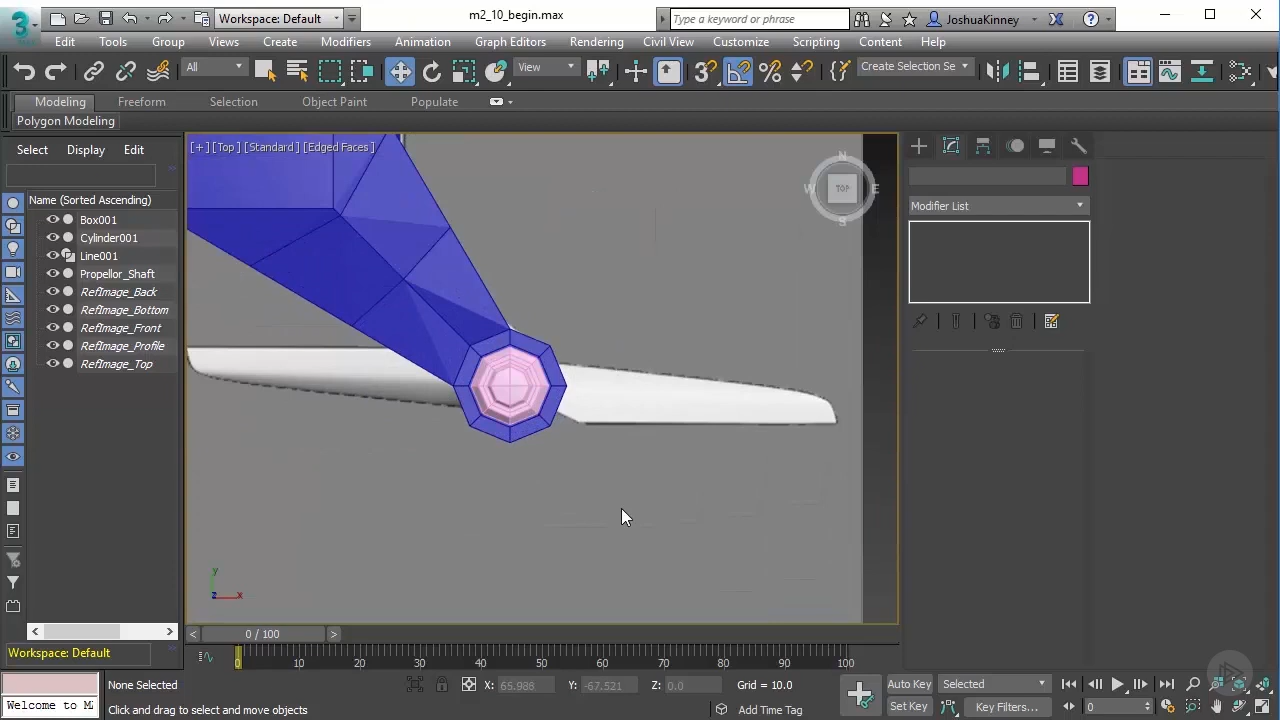 Workspace: Default
m2_10_begin.max
Type a keyword or phrase
JoshuaKinney
Edit Tools Group Views Create Modifiers Animation Graph Editors Rendering Civil View Customize Scripting Content Help
All
View
Create Selection Se
Modeling Freeform Selection Object Paint Populate
Polygon Modeling
Select Display Edit
Name (Sorted Ascending)
Box001
Cylinder001
Line001
Propellor_Shaft
RefImage_Back
RefImage_Bottom
RefImage_Front
RefImage_Profile
RefImage_Top
[+] [Top] [Standard] [Edged Faces]
N
W TOP E
S
y
z x
Modifier List
< 0 / 100 >
Workspace: Default
0 10 20 30 40 50 60 70 80 90 100
None Selected
X: 65.988 Y: -67.521 Z: 0.0 Grid = 10.0
Auto Key Selected
Welcome to M
Click and drag to select and move objects
Add Time Tag
Set Key Key Filters... 0